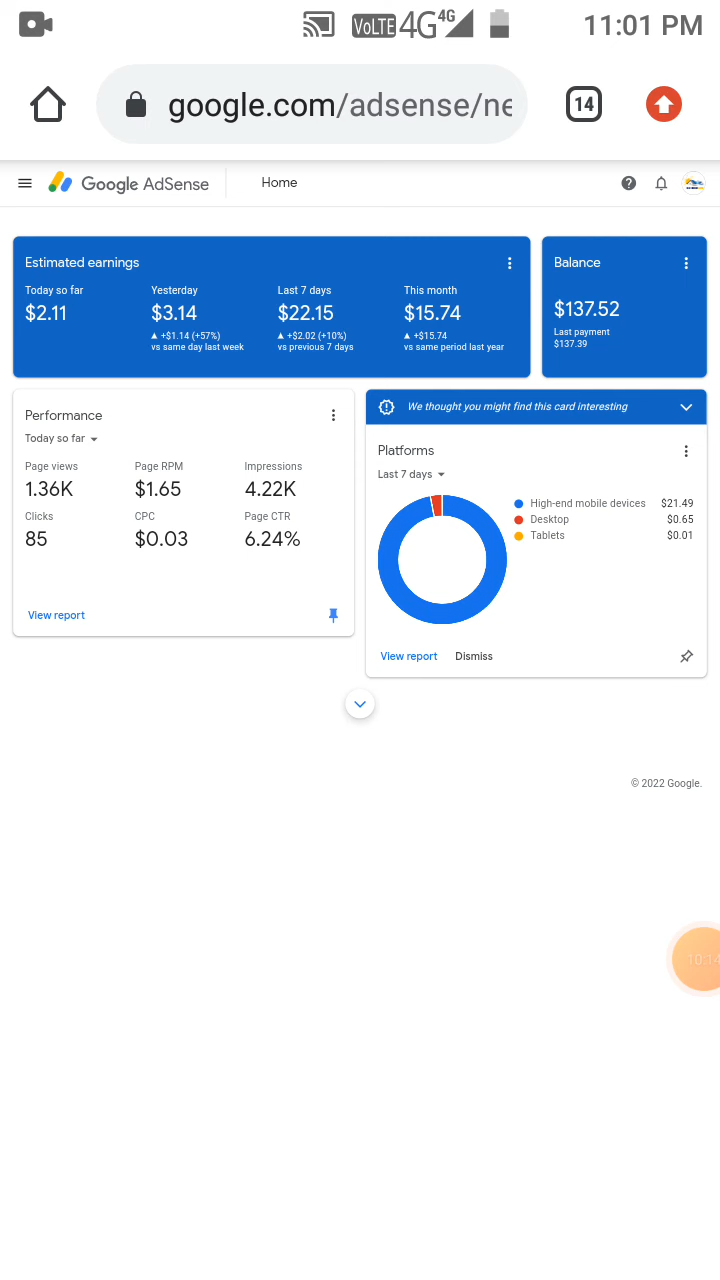 VoLTE 4G 4G 11:01 PM
google.com/adsense/ne 14
Google AdSense Home
Estimated earnings
Today so far Yesterday Last 7 days This month
$2.11 $3.14 $22.15 $15.74
+$1.14 (+57%) +$2.02 (+10%) +$15.74
vs same day last week vs previous 7 days vs same period last year
Balance
$137.52
Last payment
$137.39
Performance
Today so far
Page views Page RPM Impressions
1.36K $1.65 4.22K
Clicks CPC Page CTR
85 $0.03 6.24%
View report
We thought you might find this card interesting
Platforms
Last 7 days
High-end mobile devices $21.49
Desktop $0.65
Tablets $0.01
View report Dismiss
© 2022 Google.
10:14